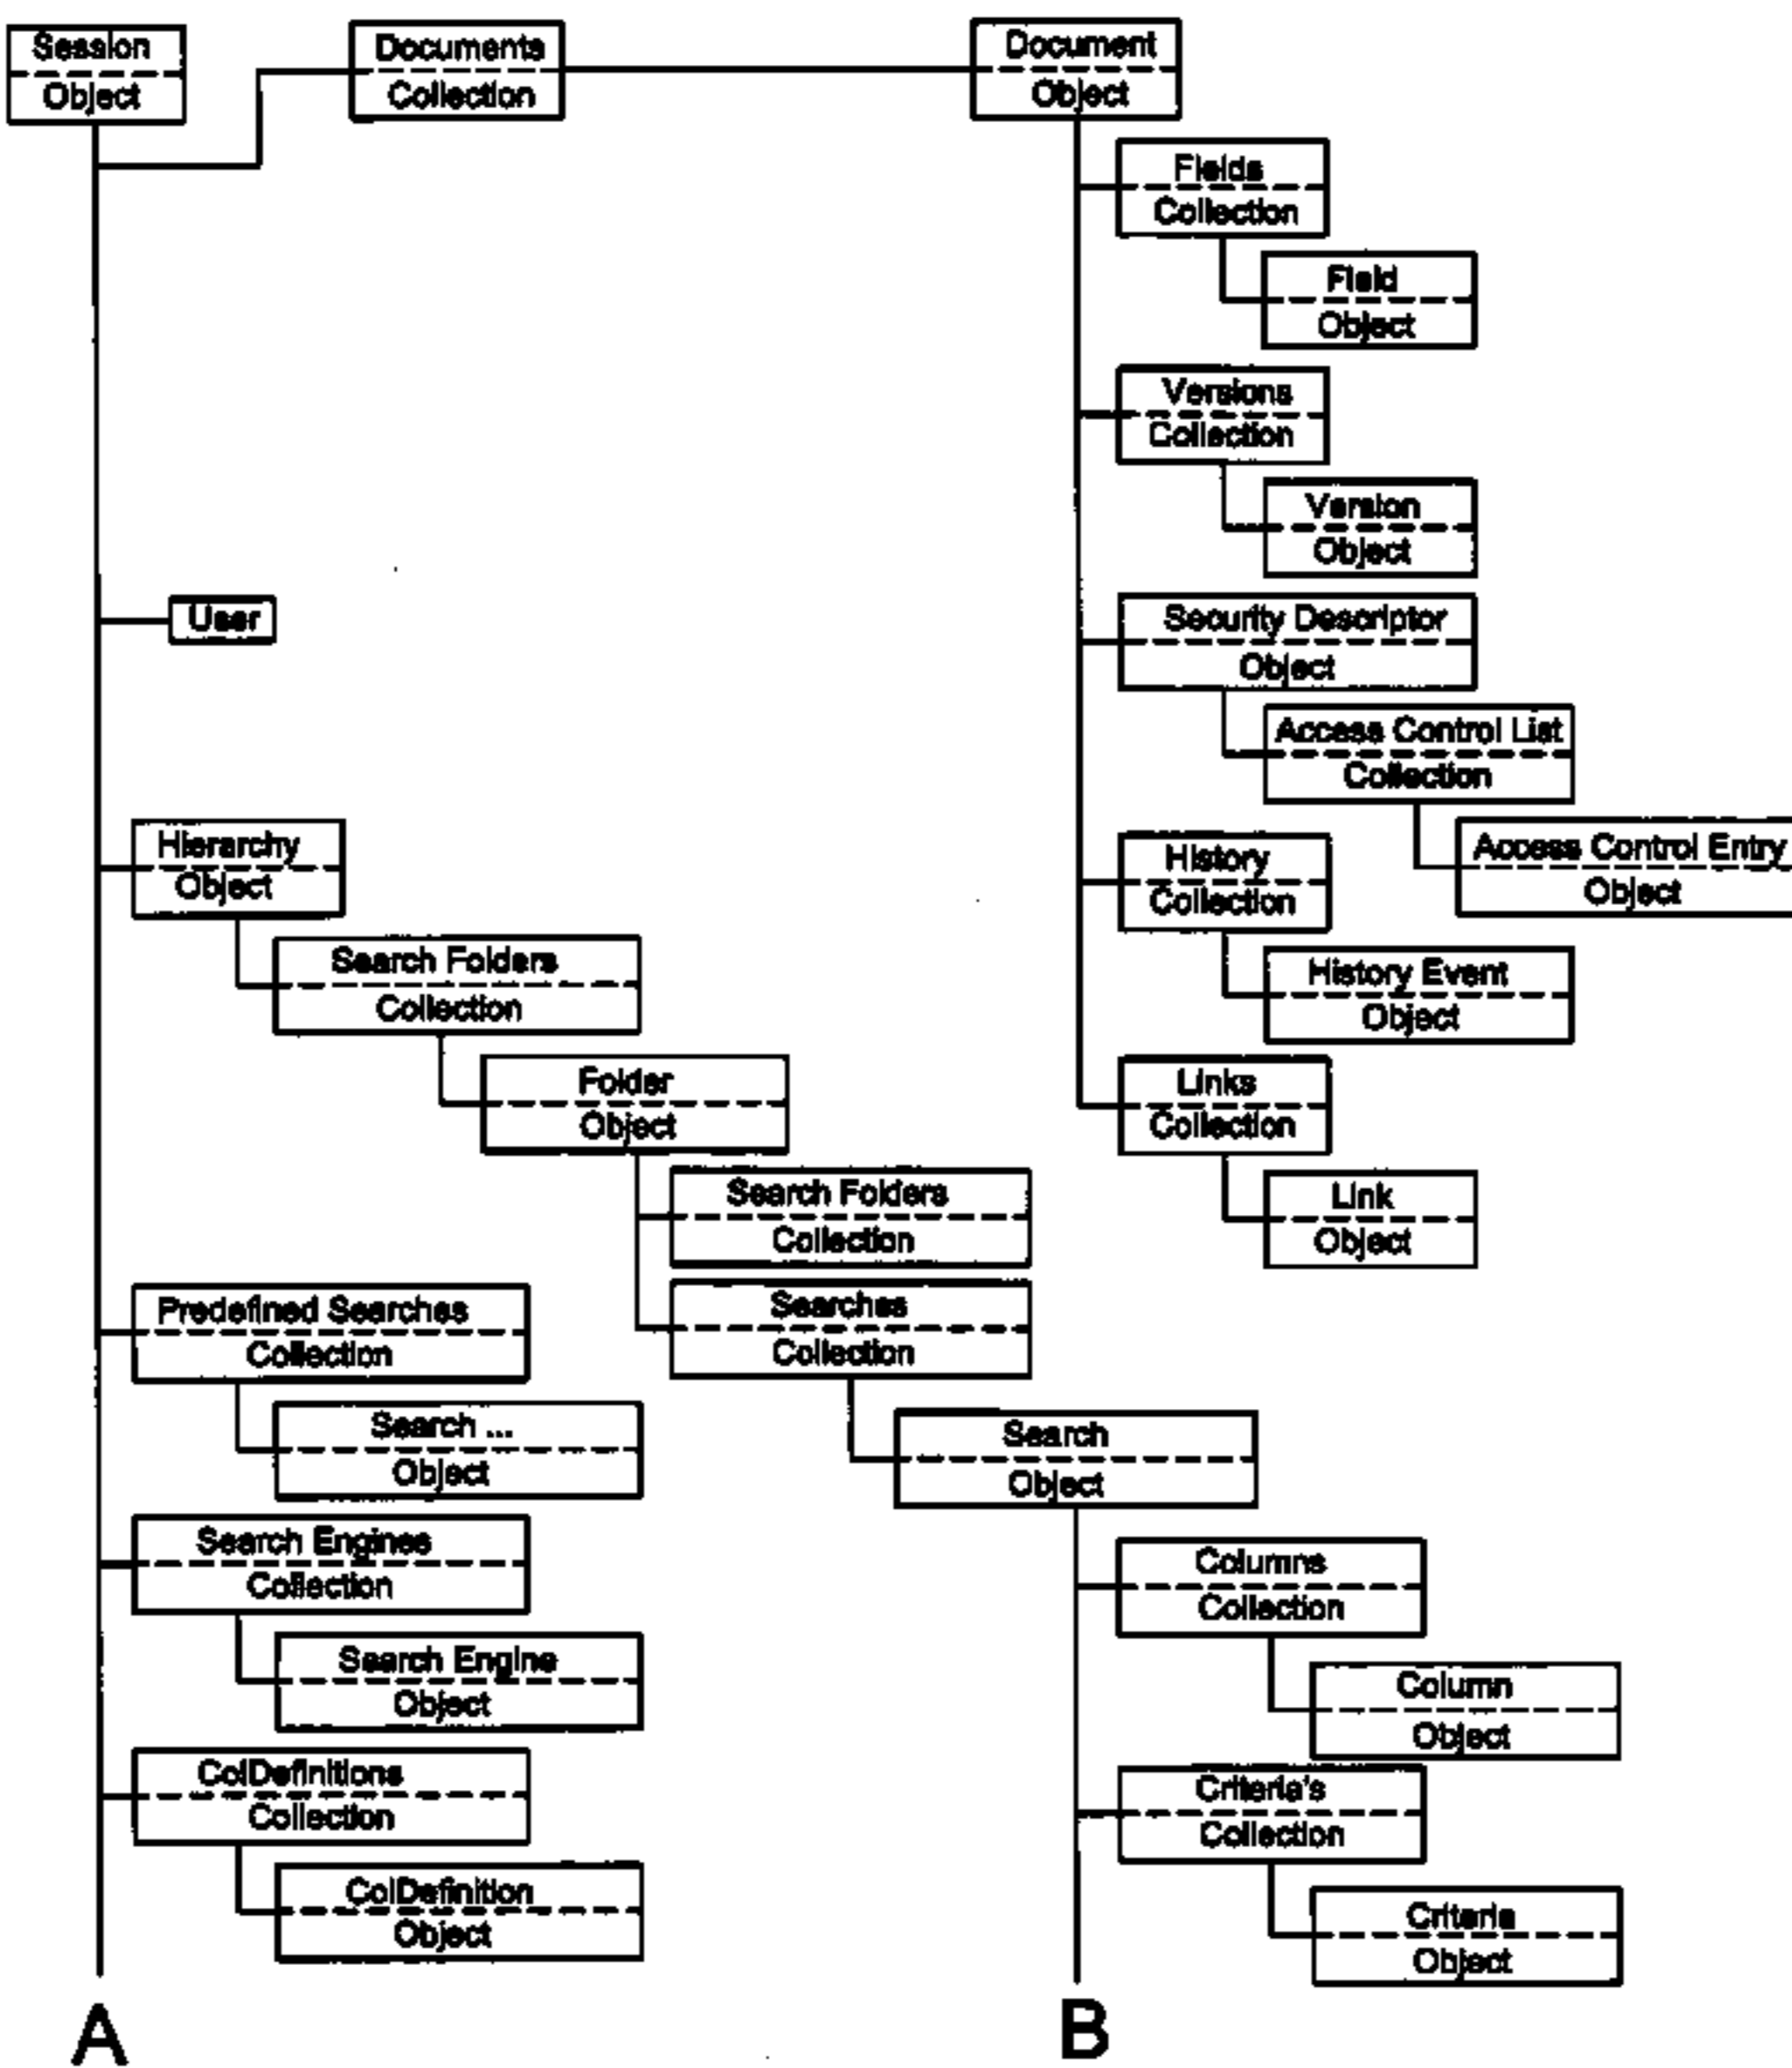 Session
Object
Documents
Collection
Document
Object
Fields
Collection
Field
Object
Versions
Collection
Version
Object
User
Security Descriptor
Object
Access Control List
Collection
Hierarchy
Object
History
Collection
Access Control Entry
Object
Search Folders
Collection
History Event
Object
Folder
Object
Links
Collection
Search Folders
Collection
Link
Object
Predefined Searches
Collection
Searches
Collection
Search ...
Object
Search
Object
Search Engines
Collection
Columns
Collection
Search Engine
Object
Column
Object
ColDefinitions
Collection
Criteria's
Collection
ColDefinition
Object
Criteria
Object
A
B